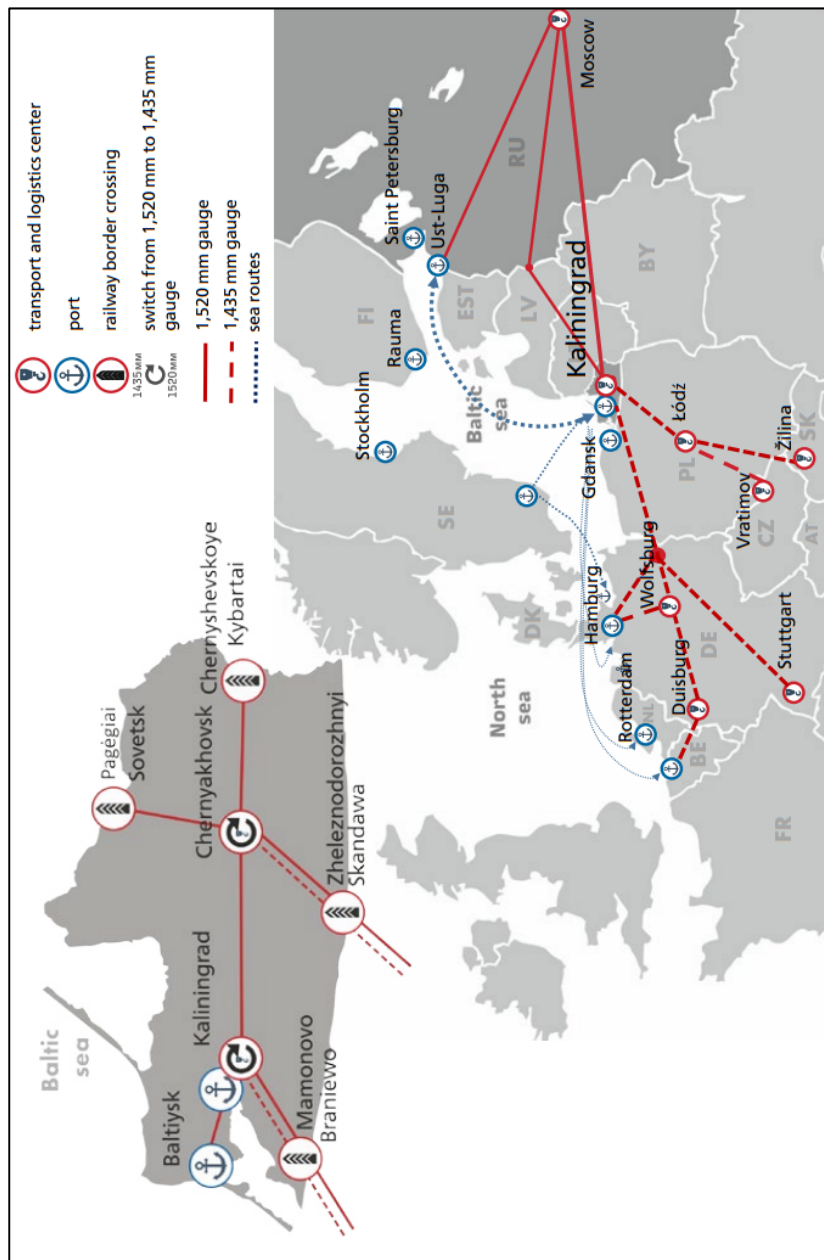 transport and logistics center
port
railway border crossing
1435 мм
1520 мм
switch from 1,520 mm to 1,435 mm
gauge
1,520 mm gauge
1,435 mm gauge
sea routes
Baltic
sea
Pagėgiai
Sovetsk
Baltiysk
Kaliningrad
Chernyakhovsk
Chernyshevskoye
Kybartai
Mamonovo
Braniewo
Zheleznodorozhnyi
Skandawa
North
sea
Baltic
sea
SE
FI
EST
LV
RU
BY
DK
NL
BE
DE
PL
CZ
SK
AT
FR
Stockholm
Rauma
Saint Petersburg
Ust-Luga
Moscow
Kaliningrad
Gdansk
Hamburg
Rotterdam
Wolfsburg
Duisburg
Stuttgart
Łódź
Vratimov
Žilina